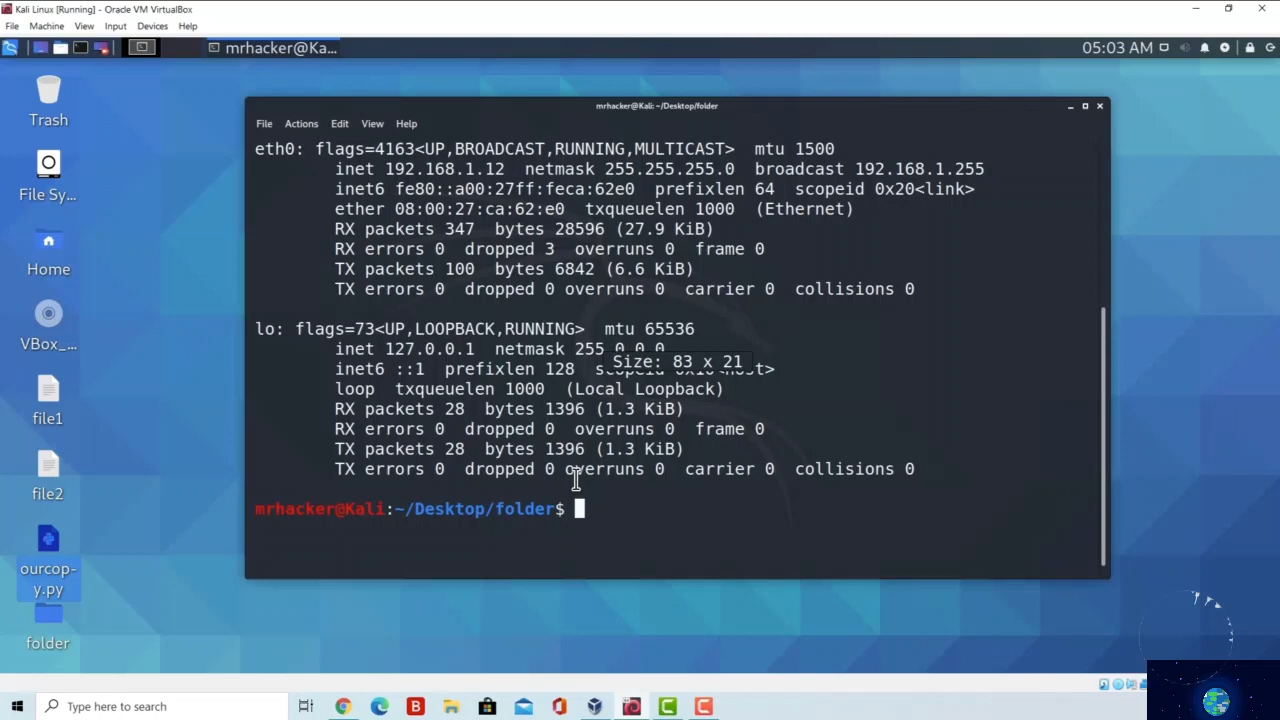 Kali Linux [Running] - Oracle VM VirtualBox
File Machine View Input Devices Help
mrhacker@Ka...
05:03 AM
Trash
File Sy...
Home
VBox_...
file1
file2
ourcop-
y.py
folder
mrhacker@Kali: ~/Desktop/folder
File Actions Edit View Help
eth0: flags=4163<UP,BROADCAST,RUNNING,MULTICAST> mtu 1500
inet 192.168.1.12 netmask 255.255.255.0 broadcast 192.168.1.255
inet6 fe80::a00:27ff:feca:62e0 prefixlen 64 scopeid 0x20<link>
ether 08:00:27:ca:62:e0 txqueuelen 1000 (Ethernet)
RX packets 347 bytes 28596 (27.9 KiB)
RX errors 0 dropped 3 overruns 0 frame 0
TX packets 100 bytes 6842 (6.6 KiB)
TX errors 0 dropped 0 overruns 0 carrier 0 collisions 0
lo: flags=73<UP,LOOPBACK,RUNNING> mtu 65536
inet 127.0.0.1 netmask 255.0.0.0
Size: 83 x 21
inet6 ::1 prefixlen 128
loop txqueuelen 1000 (Local Loopback)
RX packets 28 bytes 1396 (1.3 KiB)
RX errors 0 dropped 0 overruns 0 frame 0
TX packets 28 bytes 1396 (1.3 KiB)
TX errors 0 dropped 0 overruns 0 carrier 0 collisions 0
mrhacker@Kali:~/Desktop/folder$
Type here to search